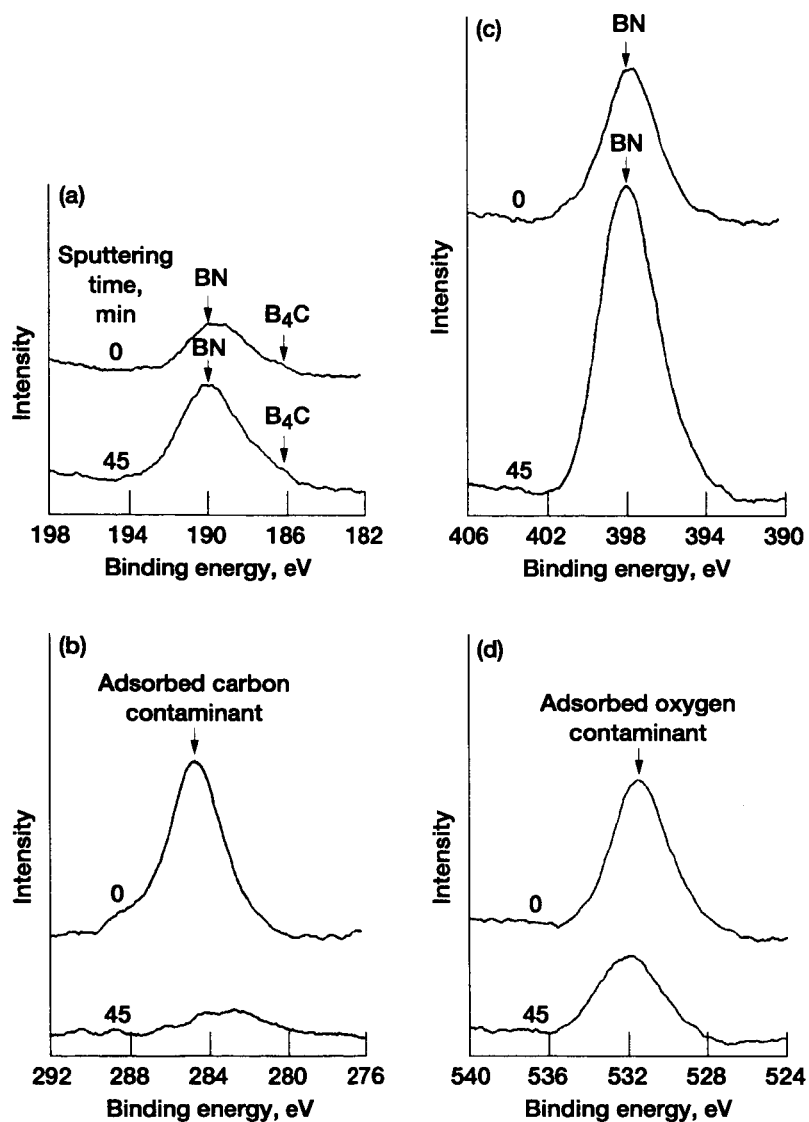 (a)
Sputtering
time,
min
BN
B₄C
0
BN
B₄C
45
Intensity
198 194 190 186 182
Binding energy, eV
(c)
BN
0
BN
45
Intensity
406 402 398 394 390
Binding energy, eV
(b)
Adsorbed carbon
contaminant
0
45
Intensity
292 288 284 280 276
Binding energy, eV
(d)
Adsorbed oxygen
contaminant
0
45
Intensity
540 536 532 528 524
Binding energy, eV